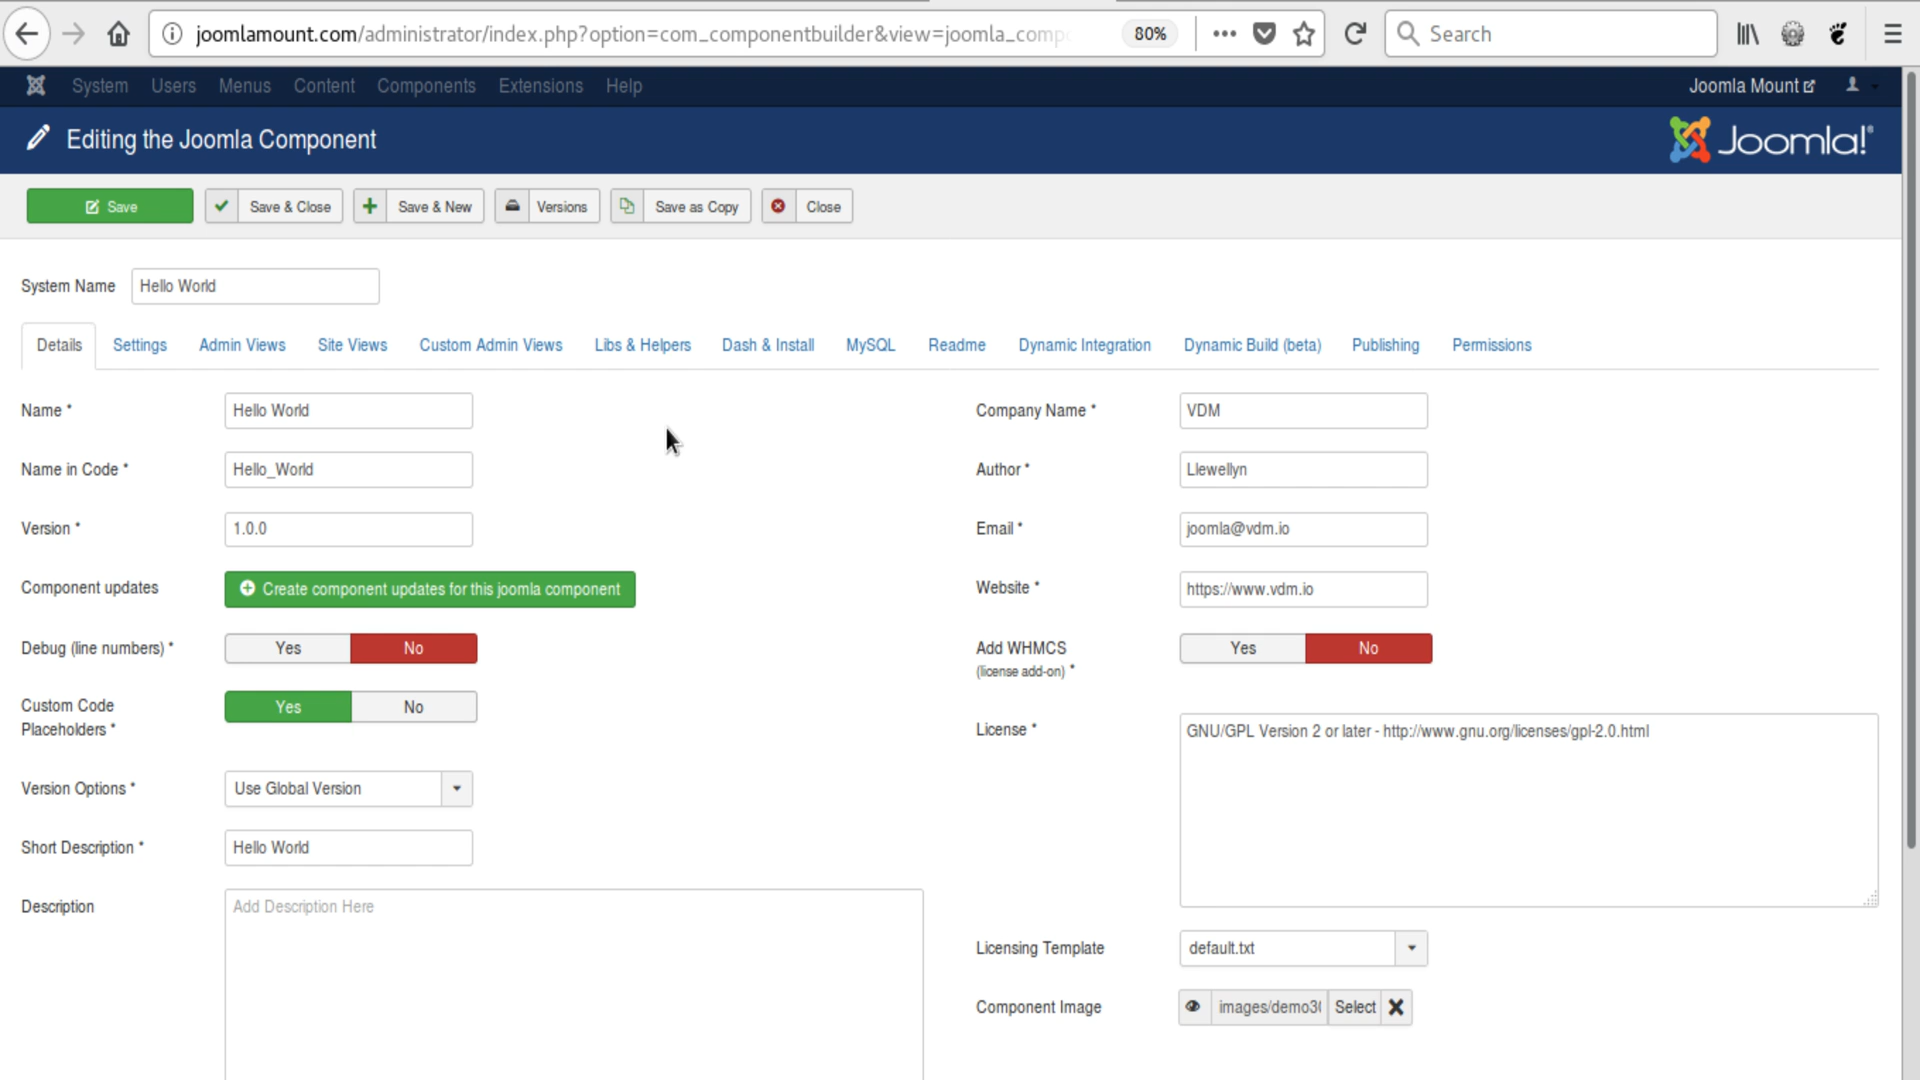 joomlamount.com/administrator/index.php?option=com_componentbuilder&view=joomla_compo
80%
Search
System Users Menus Content Components Extensions Help
Joomla Mount
Editing the Joomla Component
Joomla!®
Save
Save & Close
Save & New
Versions
Save as Copy
Close
System Name Hello World
Details Settings Admin Views Site Views Custom Admin Views Libs & Helpers Dash & Install MySQL Readme Dynamic Integration Dynamic Build (beta) Publishing Permissions
Name * Hello World
Company Name * VDM
Name in Code * Hello_World
Author * Llewellyn
Version * 1.0.0
Email * joomla@vdm.io
Component updates Create component updates for this joomla component
Website * https://www.vdm.io
Debug (line numbers) * Yes No
Add WHMCS
(license add-on) * Yes No
Custom Code
Placeholders * Yes No
License * GNU/GPL Version 2 or later - http://www.gnu.org/licenses/gpl-2.0.html
Version Options * Use Global Version
Short Description * Hello World
Description Add Description Here
Licensing Template default.txt
Component Image images/demo30 Select